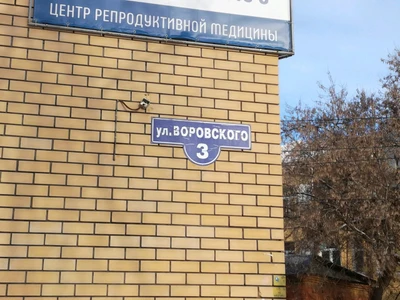 ЦЕНТР РЕПРОДУКТИВНОЙ МЕДИЦИНЫ
ул. ВОРОВСКОГО
3